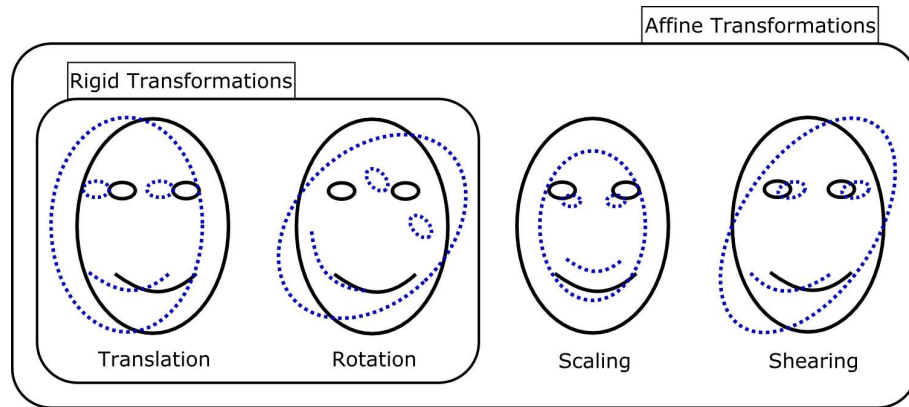 Affine Transformations
Rigid Transformations
Translation
Rotation
Scaling
Shearing